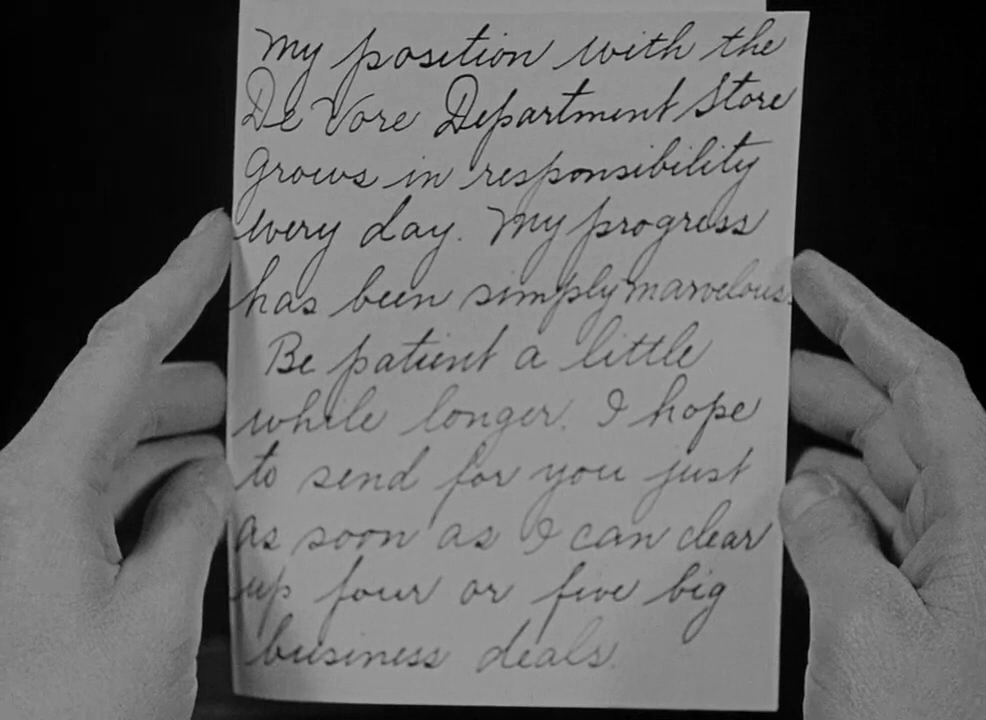 My position with the
De Vore Department Store
grows in responsibility
every day. My progress
has been simply marvelous.
Be patient a little
while longer. I hope
to send for you just
as soon as I can clear
up four or five big
business deals.